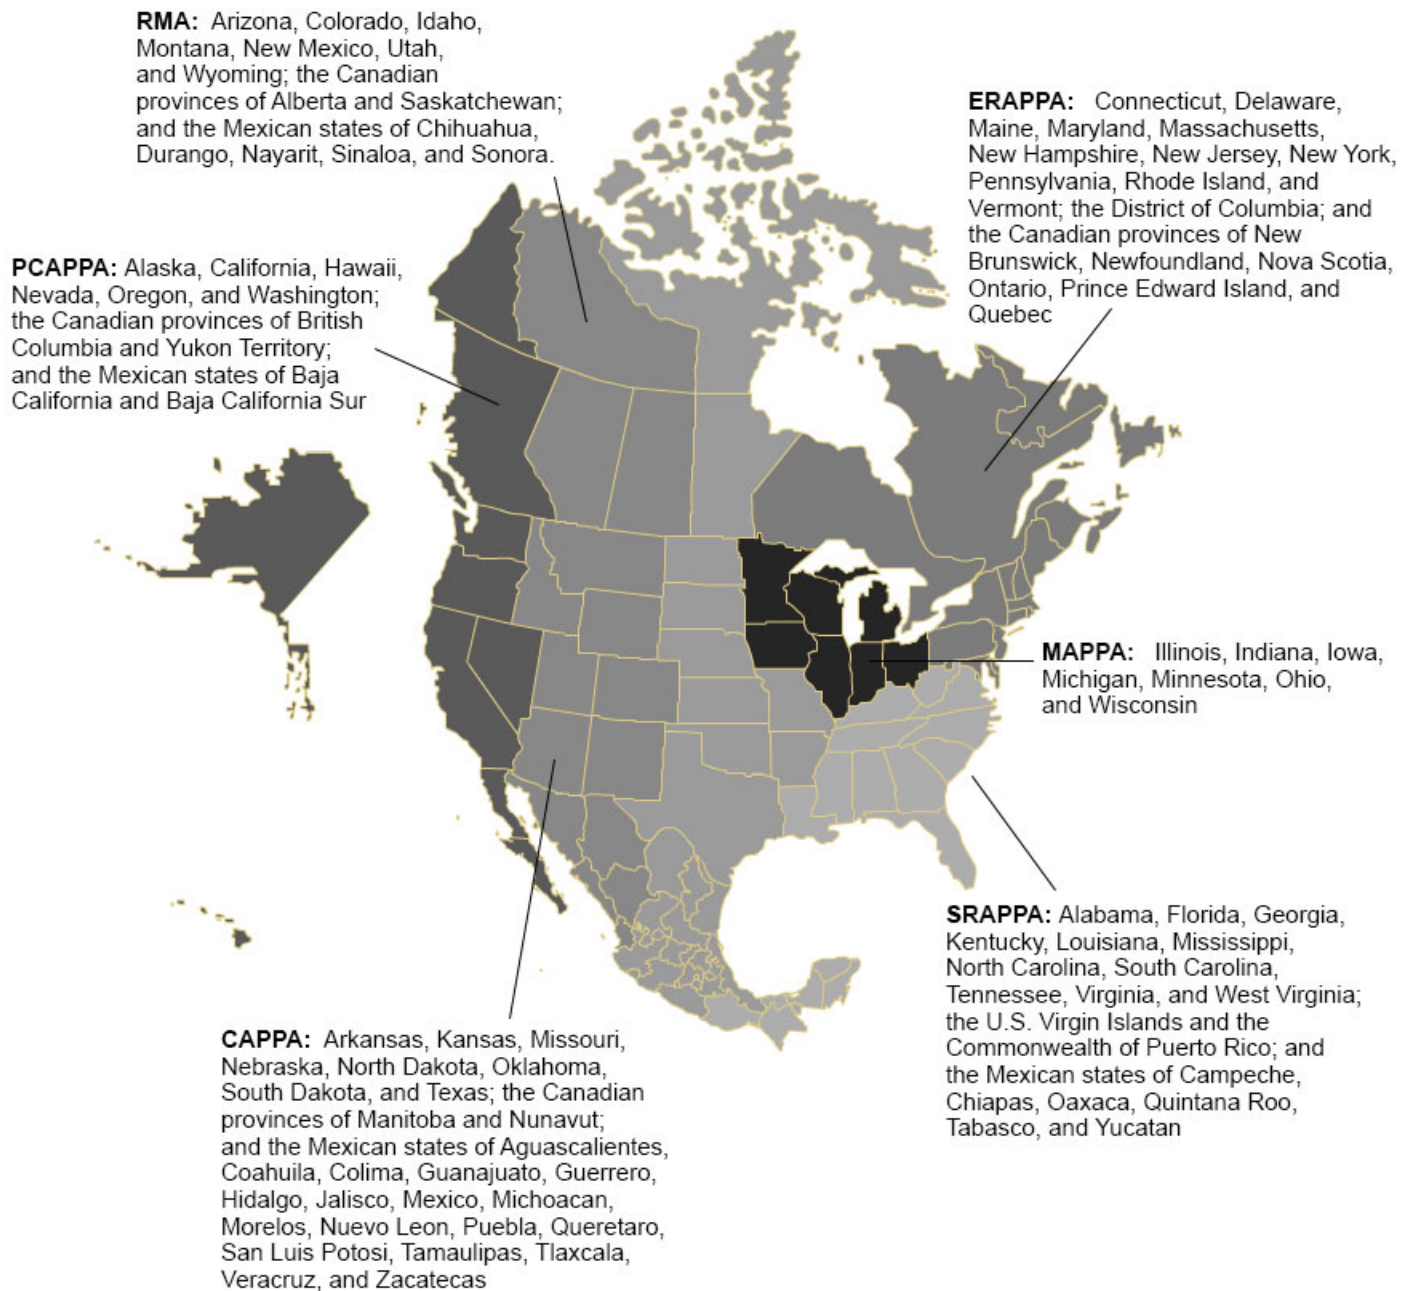 RMA: Arizona, Colorado, Idaho,
Montana, New Mexico, Utah,
and Wyoming; the Canadian
provinces of Alberta and Saskatchewan;
and the Mexican states of Chihuahua,
Durango, Nayarit, Sinaloa, and Sonora.
ERAPPA: Connecticut, Delaware,
Maine, Maryland, Massachusetts,
New Hampshire, New Jersey, New York,
Pennsylvania, Rhode Island, and
Vermont; the District of Columbia; and
the Canadian provinces of New
Brunswick, Newfoundland, Nova Scotia,
Ontario, Prince Edward Island, and
Quebec
PCAPPA: Alaska, California, Hawaii,
Nevada, Oregon, and Washington;
the Canadian provinces of British
Columbia and Yukon Territory;
and the Mexican states of Baja
California and Baja California Sur
MAPPA: Illinois, Indiana, Iowa,
Michigan, Minnesota, Ohio,
and Wisconsin
SRAPPA: Alabama, Florida, Georgia,
Kentucky, Louisiana, Mississippi,
North Carolina, South Carolina,
Tennessee, Virginia, and West Virginia;
the U.S. Virgin Islands and the
Commonwealth of Puerto Rico; and
the Mexican states of Campeche,
Chiapas, Oaxaca, Quintana Roo,
Tabasco, and Yucatan
CAPPA: Arkansas, Kansas, Missouri,
Nebraska, North Dakota, Oklahoma,
South Dakota, and Texas; the Canadian
provinces of Manitoba and Nunavut;
and the Mexican states of Aguascalientes,
Coahuila, Colima, Guanajuato, Guerrero,
Hidalgo, Jalisco, Mexico, Michoacan,
Morelos, Nuevo Leon, Puebla, Queretaro,
San Luis Potosi, Tamaulipas, Tlaxcala,
Veracruz, and Zacatecas